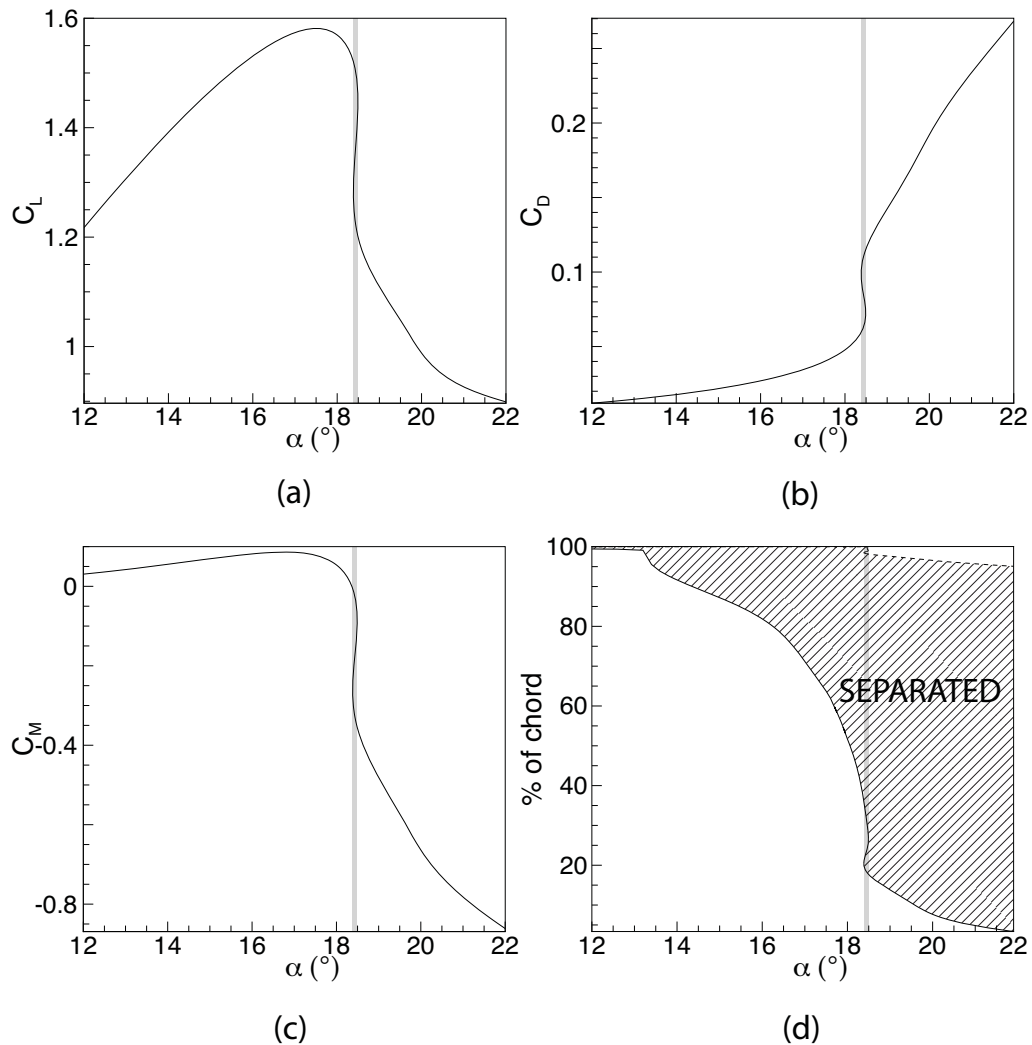 1.6
1.4
1.2
1
C_L
12 14 16 18 20 22
α (°)
(a)
0.2
0.1
C_D
12 14 16 18 20 22
α (°)
(b)
0
-0.4
-0.8
C_M
12 14 16 18 20 22
α (°)
(c)
100
80
60
40
20
% of chord
SEPARATED
12 14 16 18 20 22
α (°)
(d)